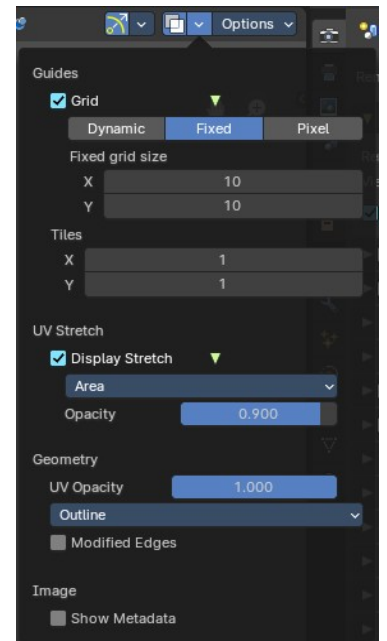 Options
Guides
Grid
Dynamic Fixed Pixel
Fixed grid size
X 10
Y 10
Tiles
X 1
Y 1
UV Stretch
Display Stretch
Area
Opacity 0.900
Geometry
UV Opacity 1.000
Outline
Modified Edges
Image
Show Metadata